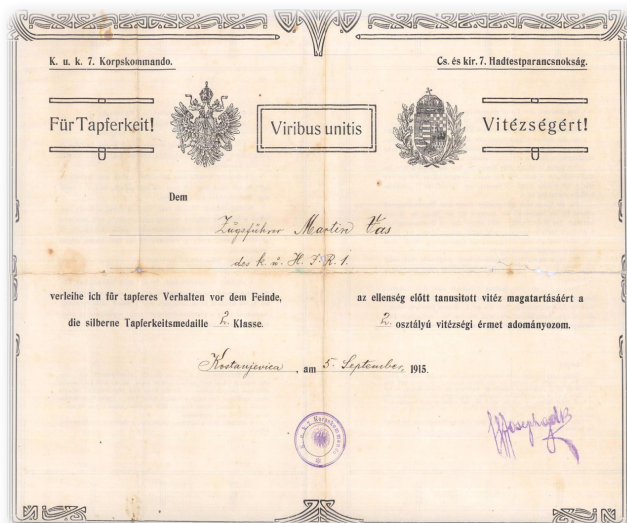 K. u. k. 7. Korpskommando.
Cs. és kir. 7. Hadtestparancsnokság.
Für Tapferkeit!
Viribus unitis
Vitézségért!
Dem
Zugsführer Martin Vas
des k. u. H. I. R. 1.
verleihe ich für tapferes Verhalten vor dem Feinde,
die silberne Tapferkeitsmedaille 2. Klasse.
az ellenség előtt tanusitott vitéz magatartásáért a
2. osztályú vitézségi érmet adományozom.
Kostanjevica, am 5. September 1915.
K. u. k. 7. Korpskommando